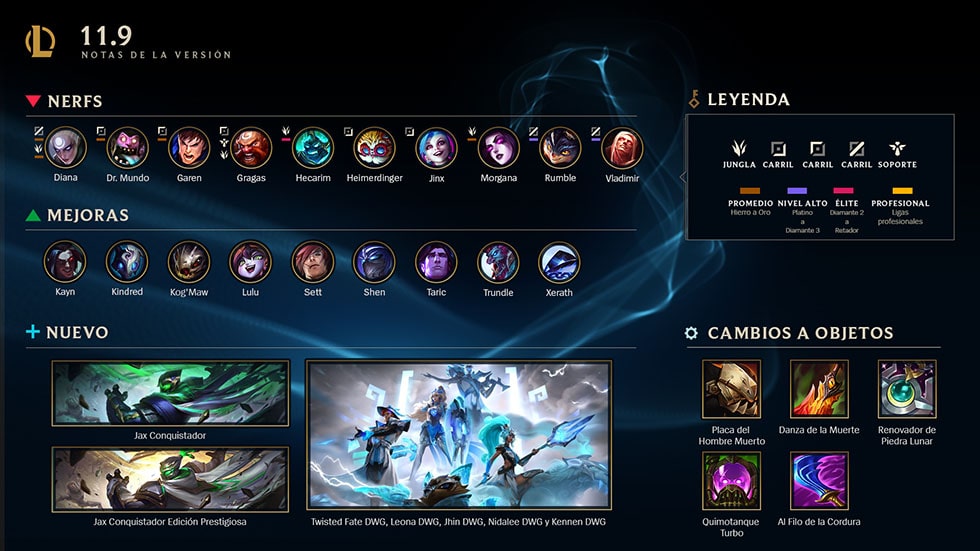 11.9
NOTAS DE LA VERSIÓN
NERFS
Diana
Dr. Mundo
Garen
Gragas
Hecarim
Heimerdinger
Jinx
Morgana
Rumble
Vladimir
MEJORAS
Kayn
Kindred
Kog'Maw
Lulu
Sett
Shen
Taric
Trundle
Xerath
NUEVO
Jax Conquistador
Jax Conquistador Edición Prestigiosa
Twisted Fate DWG, Leona DWG, Jhin DWG, Nidalee DWG y Kennen DWG
LEYENDA
JUNGLA
CARRIL
CARRIL
CARRIL
SOPORTE
PROMEDIO
Hierro a Oro
NIVEL ALTO
Platino
a
Diamante 3
ÉLITE
Diamante 2
a
Retador
PROFESIONAL
Ligas
profesionales
CAMBIOS A OBJETOS
Placa del
Hombre Muerto
Danza de la Muerte
Renovador de
Piedra Lunar
Quimotanque
Turbo
Al Filo de la Cordura